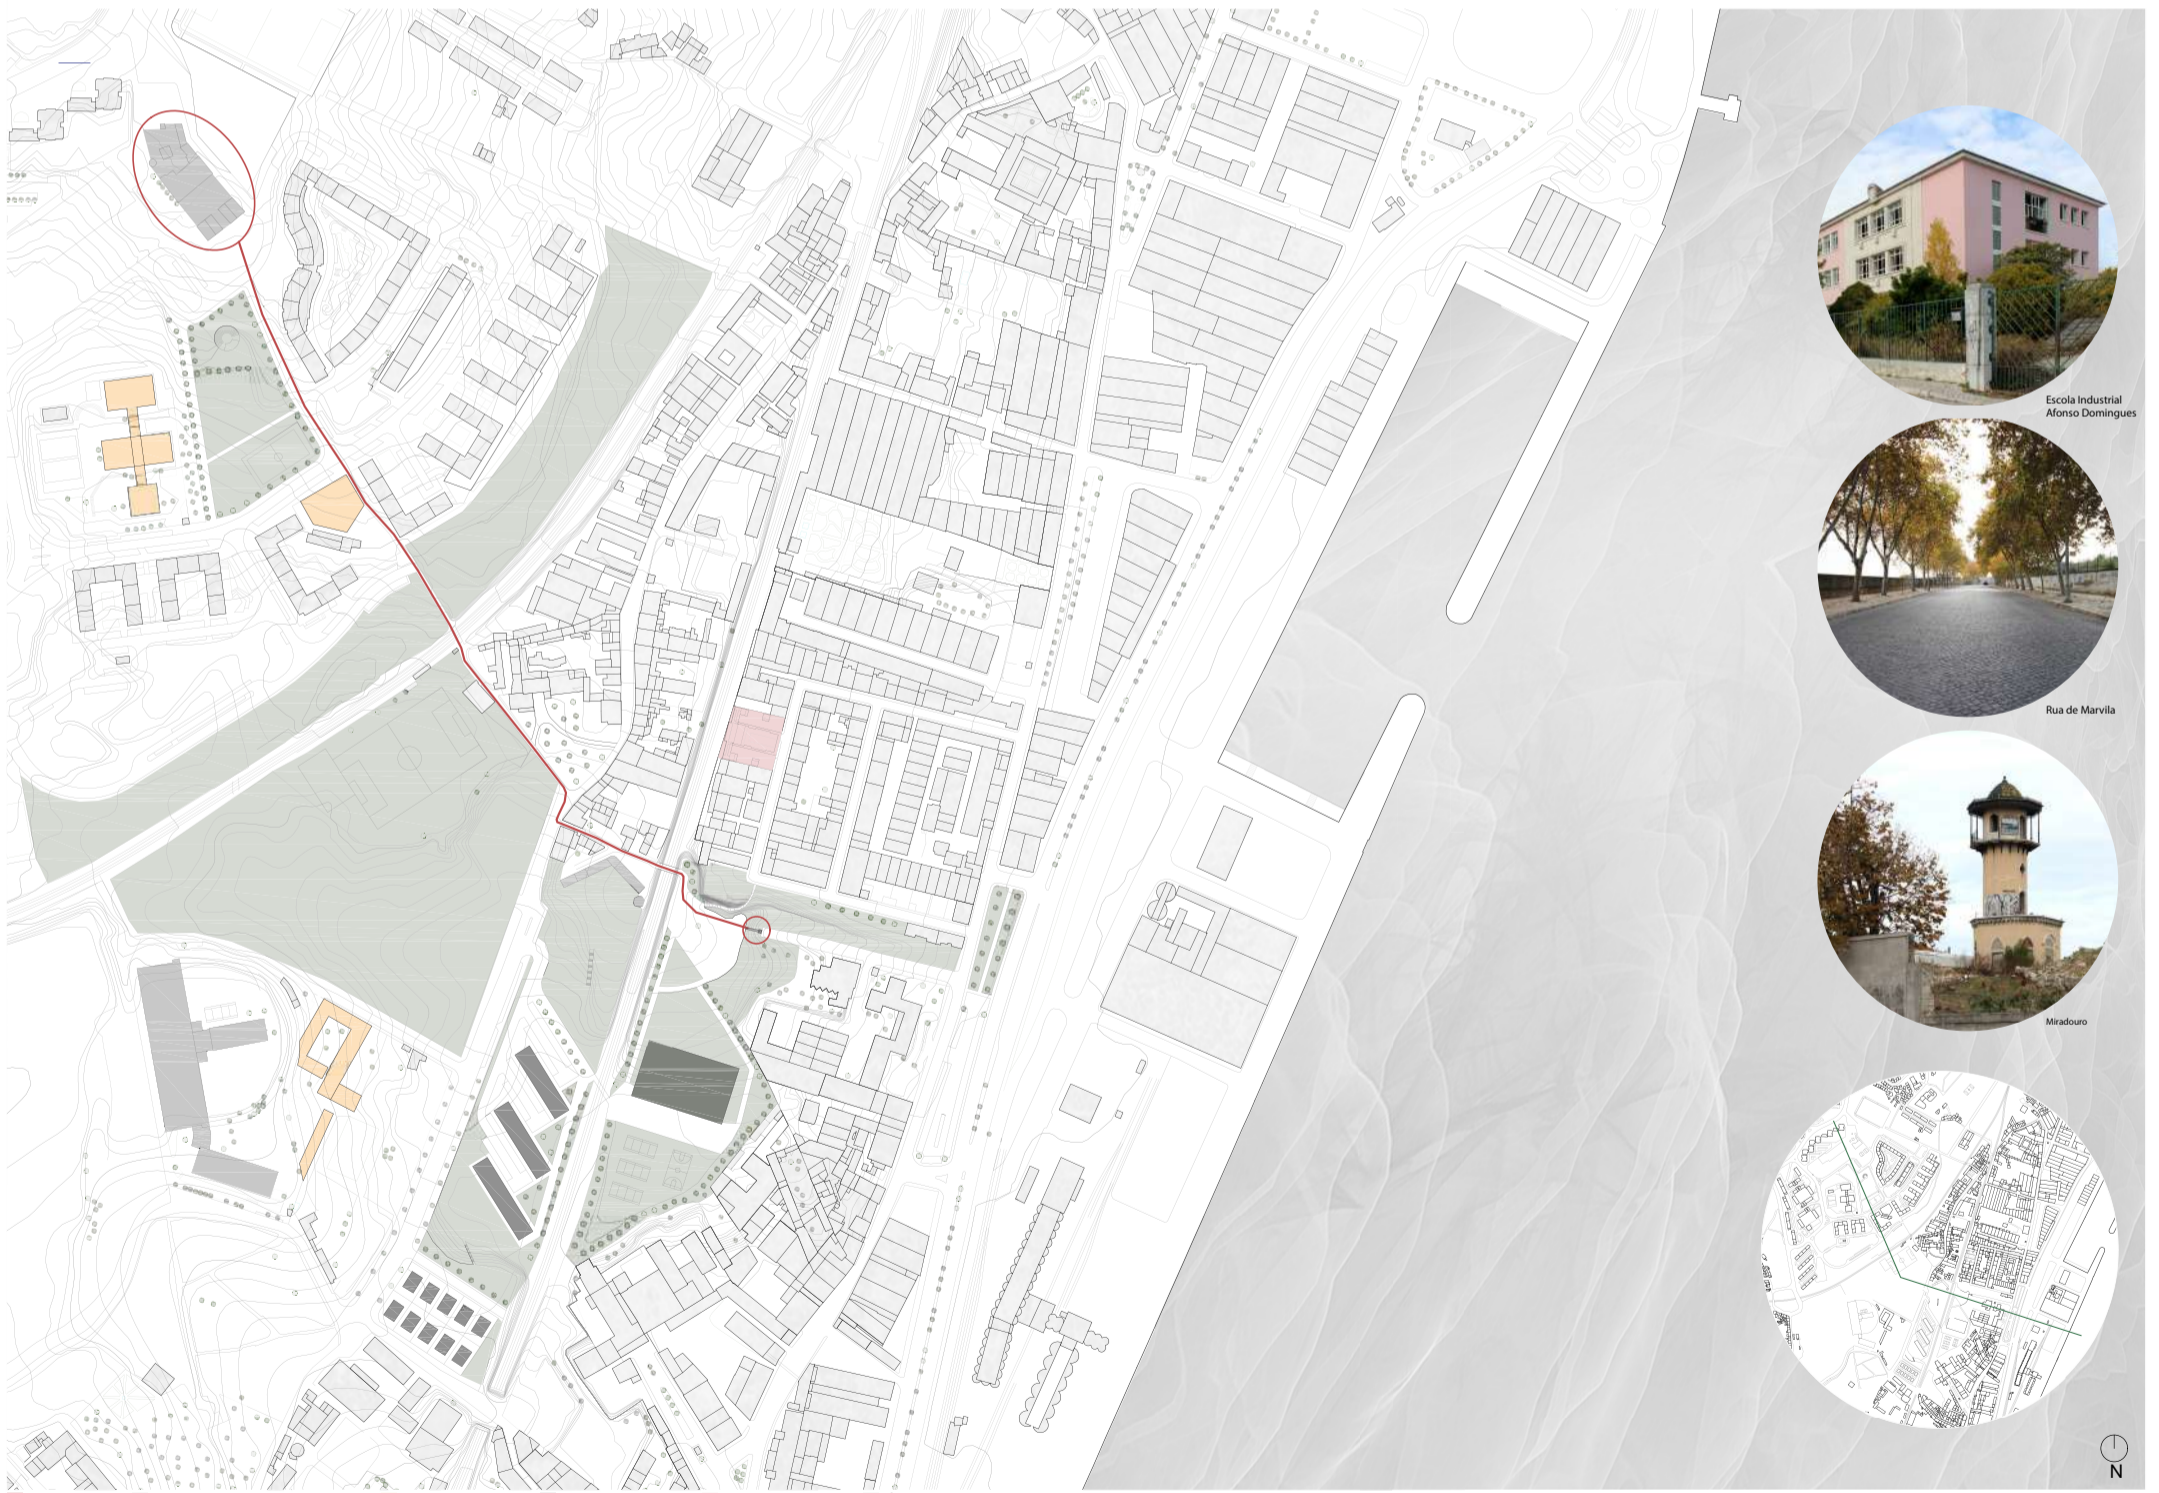 Escola Industrial
Afonso Domingues
Rua de Marvila
Miradouro
N